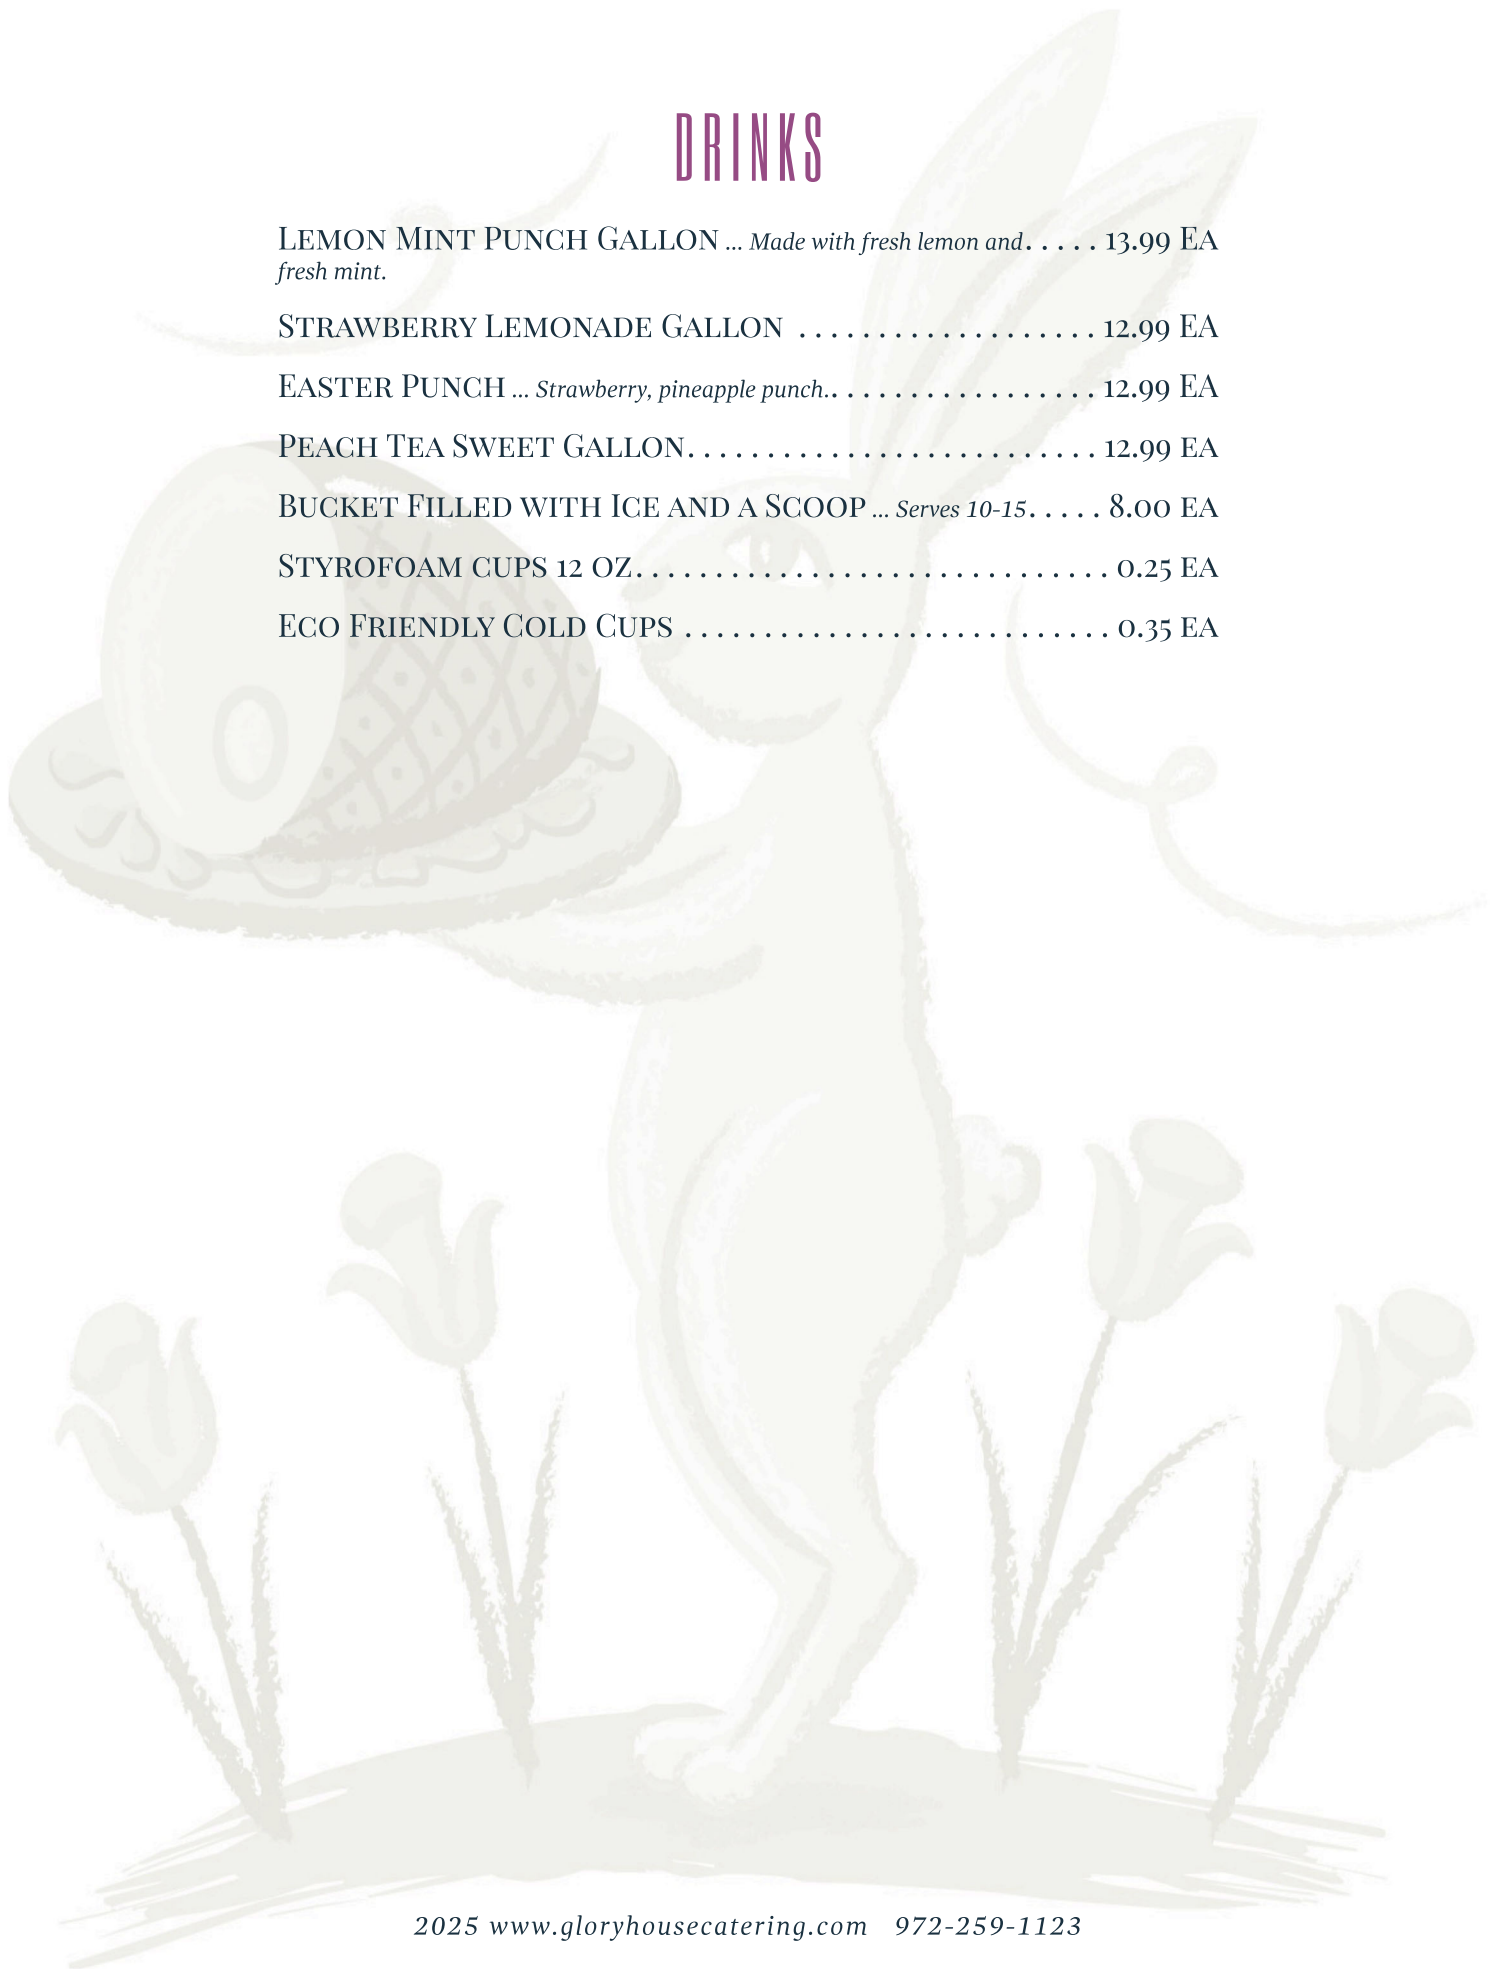 DRINKS
Lemon Mint Punch Gallon ... Made with fresh lemon and..... 13.99 EA
fresh mint.
Strawberry Lemonade Gallon ................... 12.99 EA
Easter Punch ... Strawberry, pineapple punch.................. 12.99 EA
Peach Tea Sweet Gallon.......................... 12.99 EA
Bucket Filled with Ice and a Scoop ... Serves 10-15..... 8.00 EA
Styrofoam cups 12 oz.............................. 0.25 EA
Eco Friendly Cold Cups ........................... 0.35 EA
2025 www.gloryhousecatering.com 972-259-1123